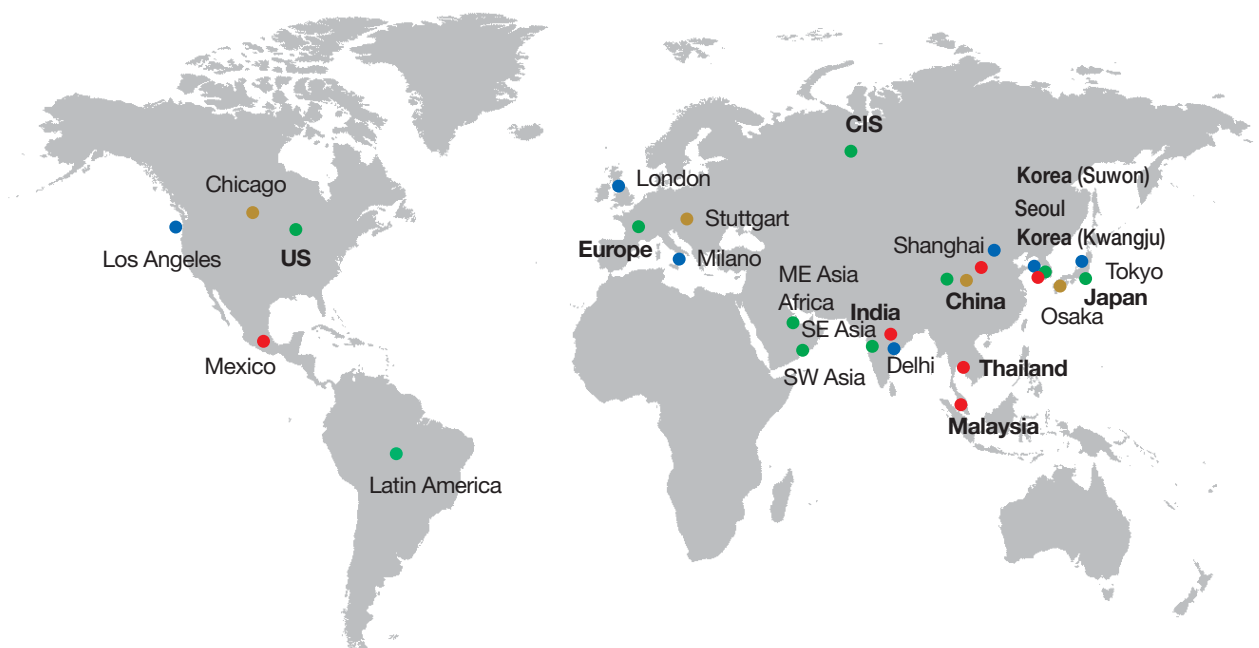 CIS
Korea (Suwon)
London
Chicago
Seoul
Stuttgart
Korea (Kwangju)
Shanghai
Europe
Milano
Los Angeles
US
ME Asia
Tokyo
Africa
China
Japan
India
Osaka
SE Asia
Mexico
Delhi
SW Asia
Thailand
Malaysia
Latin America